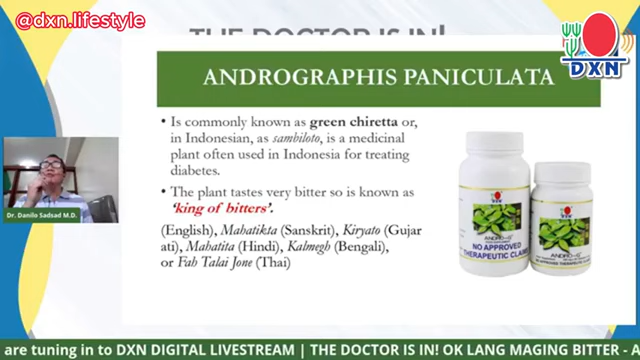 @dxn.lifestyle
THE DOCTOR IS IN!
DXN
ANDROGRAPHIS PANICULATA
• Is commonly known as green chiretta or,
in Indonesian, as sambiloto, is a medicinal
plant often used in Indonesia for treating
diabetes.
• The plant tastes very bitter so is known as
'king of bitters'.
(English), Mahatikta (Sanskrit), Kiryato (Gujar
ati), Mahatita (Hindi), Kalmegh (Bengali),
or Fah Talai Jone (Thai)
Dr. Danilo Sadsad M.D.
DXN
NO APPROVED
THERAPEUTIC CLAIM
DXN
are tuning in to DXN DIGITAL LIVESTREAM | THE DOCTOR IS IN! OK LANG MAGING BITTER - A